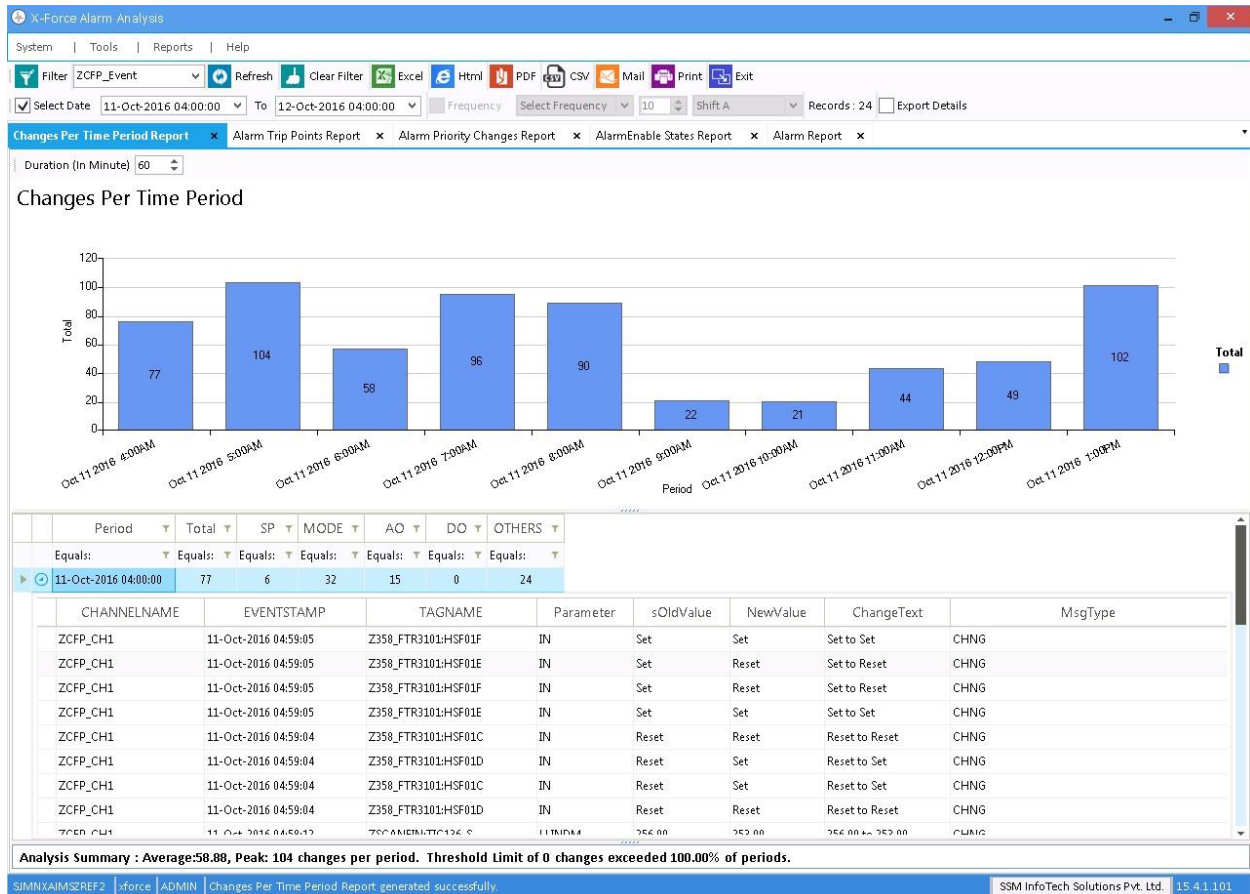 X-Force Alarm Analysis
System | Tools | Reports | Help
Filter ZCFP_Event Refresh Clear Filter Excel Html PDF CSV Mail Print Exit
Select Date 11-Oct-2016 04:00:00 To 12-Oct-2016 04:00:00 Frequency Select Frequency 10 Shift A Records : 24 Export Details
Changes Per Time Period Report x Alarm Trip Points Report x Alarm Priority Changes Report x AlarmEnable States Report x Alarm Report x
Duration (In Minute) 60
Changes Per Time Period
120
100
80
60
40
20
0
Total
77
104
58
96
90
22
21
44
49
102
Total
Oct 11 2016 4:00AM
Oct 11 2016 5:00AM
Oct 11 2016 6:00AM
Oct 11 2016 7:00AM
Oct 11 2016 8:00AM
Oct 11 2016 9:00AM
Oct 11 2016 10:00AM
Oct 11 2016 11:00AM
Oct 11 2016 12:00PM
Oct 11 2016 1:00PM
Period
Period Total SP MODE AO DO OTHERS
Equals: Equals: Equals: Equals: Equals: Equals: Equals:
11-Oct-2016 04:00:00 77 6 32 15 0 24
CHANNELNAME EVENTSTAMP TAGNAME Parameter sOldValue NewValue ChangeText MsgType
ZCFP_CH1 11-Oct-2016 04:59:05 Z358_FTR3101:HSF01F IN Set Set Set to Set CHNG
ZCFP_CH1 11-Oct-2016 04:59:05 Z358_FTR3101:HSF01E IN Set Reset Set to Reset CHNG
ZCFP_CH1 11-Oct-2016 04:59:05 Z358_FTR3101:HSF01F IN Set Reset Set to Reset CHNG
ZCFP_CH1 11-Oct-2016 04:59:05 Z358_FTR3101:HSF01E IN Set Set Set to Set CHNG
ZCFP_CH1 11-Oct-2016 04:59:04 Z358_FTR3101:HSF01C IN Reset Reset Reset to Reset CHNG
ZCFP_CH1 11-Oct-2016 04:59:04 Z358_FTR3101:HSF01D IN Reset Set Reset to Set CHNG
ZCFP_CH1 11-Oct-2016 04:59:04 Z358_FTR3101:HSF01C IN Reset Set Reset to Set CHNG
ZCFP_CH1 11-Oct-2016 04:59:04 Z358_FTR3101:HSF01D IN Reset Reset Reset to Reset CHNG
ZCFP_CH1 11-Oct-2016 04:58:12 256.00 253.00 256.00 to 253.00 CHNG
Analysis Summary : Average:58.88, Peak: 104 changes per period. Threshold Limit of 0 changes exceeded 100.00% of periods.
SJMNXAIMSZREF2 xforce ADMIN Changes Per Time Period Report generated successfully. SSM InfoTech Solutions Pvt. Ltd. 15.4.1.101